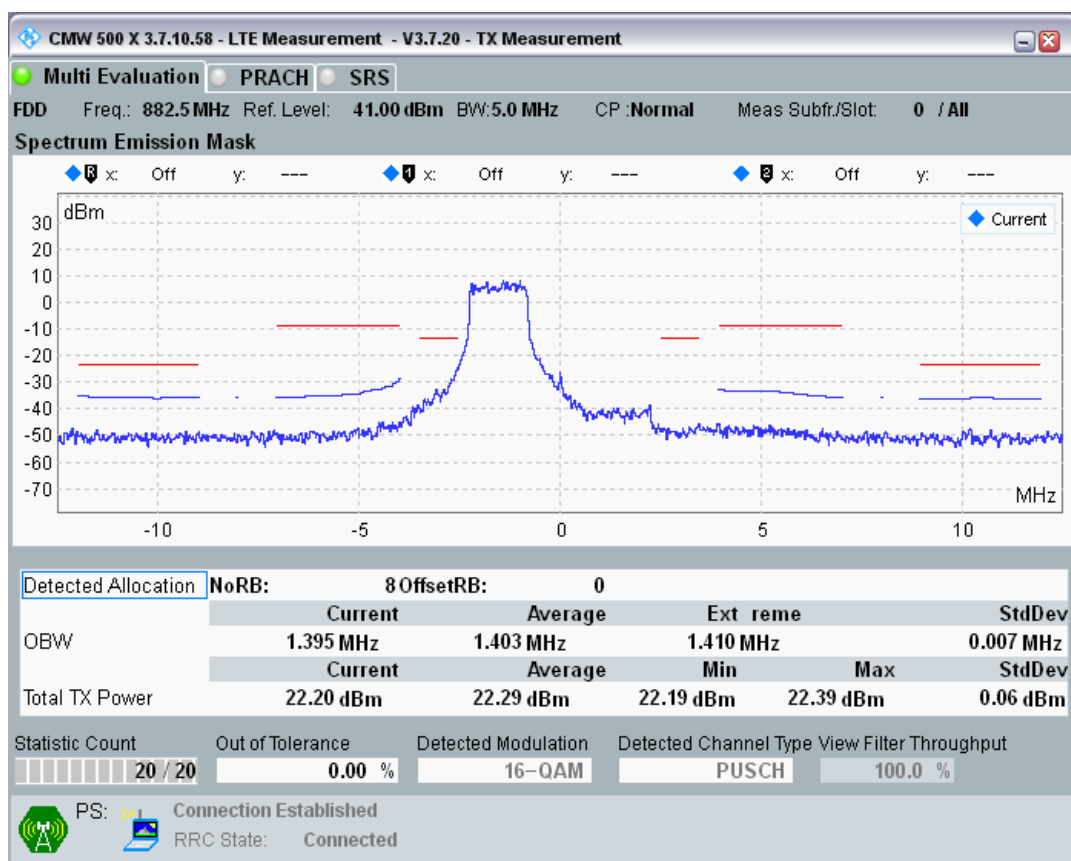 CMW 500 X 3.7.10.58 - LTE Measurement - V3.7.20 - TX Measurement
Multi Evaluation PRACH SRS
FDD Freq.: 882.5 MHz Ref. Level: 41.00 dBm BW:5.0 MHz CP :Normal Meas Subfr./Slot: 0 / All
Spectrum Emission Mask
R x: Off y: --- 1 x: Off y: --- 2 x: Off y: ---
dBm
Current
30
20
10
0
-10
-20
-30
-40
-50
-60
-70
MHz
-10 -5 0 5 10
Detected Allocation NoRB: 8 OffsetRB: 0
Current Average Ext reme StdDev
OBW 1.395 MHz 1.403 MHz 1.410 MHz 0.007 MHz
Current Average Min Max StdDev
Total TX Power 22.20 dBm 22.29 dBm 22.19 dBm 22.39 dBm 0.06 dBm
Statistic Count Out of Tolerance Detected Modulation Detected Channel Type View Filter Throughput
20 / 20 0.00 % 16-QAM PUSCH 100.0 %
PS: Connection Established
RRC State: Connected